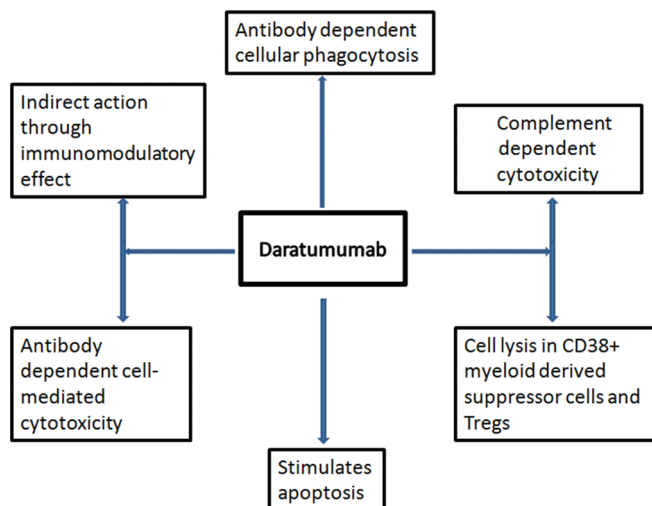 Antibody dependent
cellular phagocytosis
Indirect action
through
immunomodulatory
effect
Complement
dependent
cytotoxicity
Daratumumab
Antibody
dependent cell-
mediated
cytotoxicity
Cell lysis in CD38+
myeloid derived
suppressor cells and
Tregs
Stimulates
apoptosis